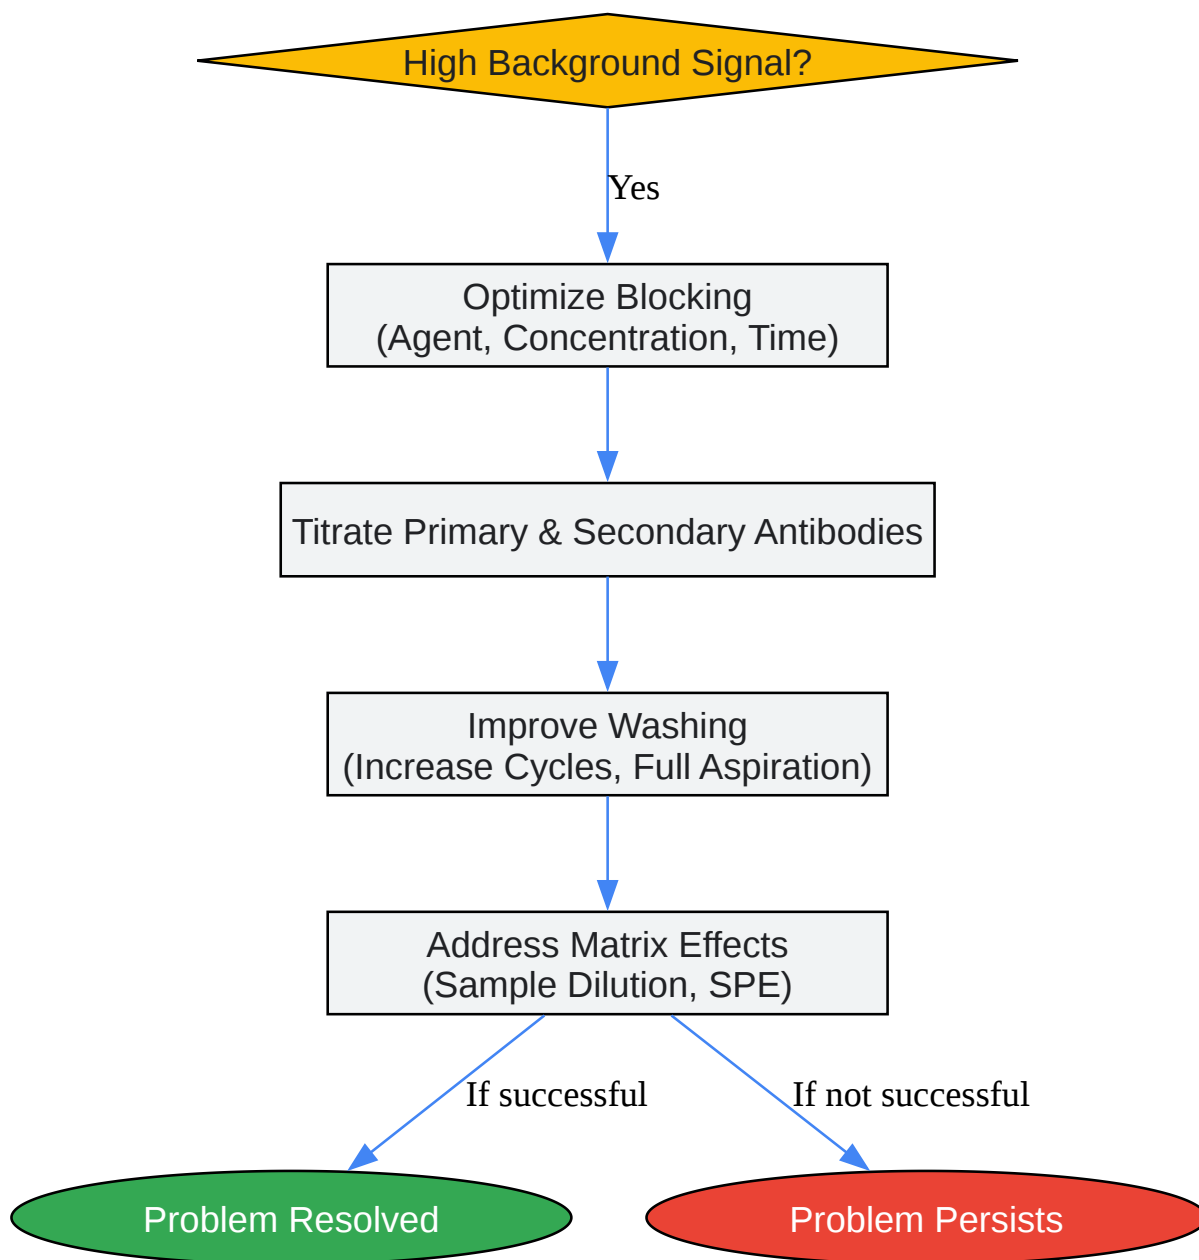 High Background Signal?
Yes
Optimize Blocking
(Agent, Concentration, Time)
Titrate Primary & Secondary Antibodies
Improve Washing
(Increase Cycles, Full Aspiration)
Address Matrix Effects
(Sample Dilution, SPE)
If successful
If not successful
Problem Resolved
Problem Persists